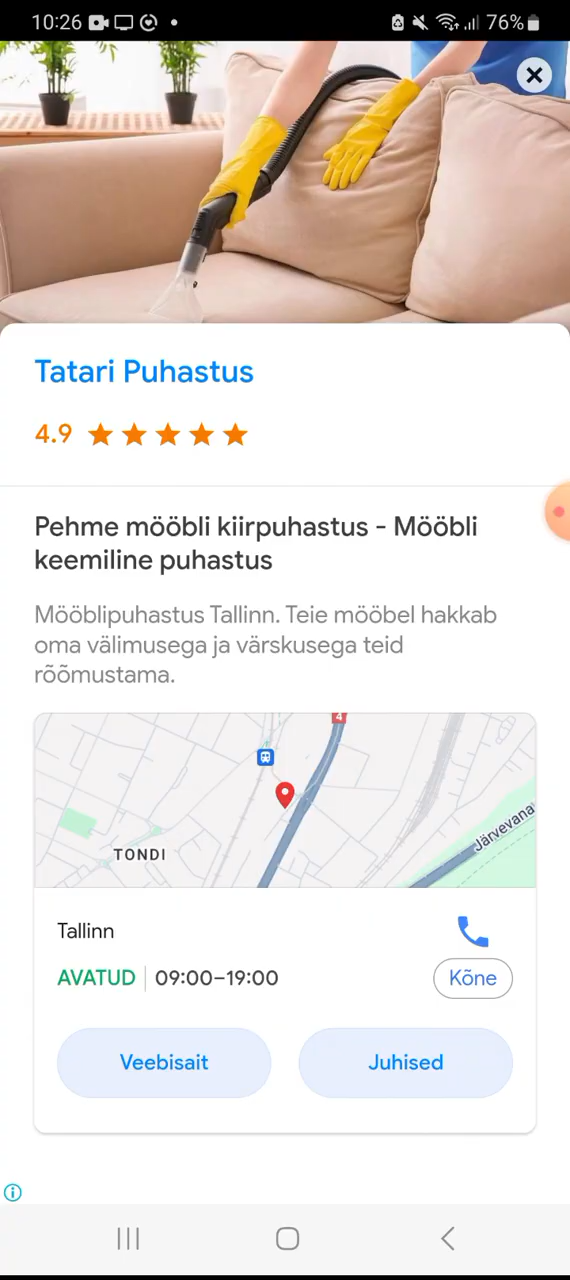 10:26
76%
Tatari Puhastus
4.9
Pehme mööbli kiirpuhastus - Mööbli
keemiline puhastus
Mööblipuhastus Tallinn. Teie mööbel hakkab
oma välimusega ja värskusega teid
rõõmustama.
4
TONDI
Järvevana
Tallinn
AVATUD 09:00–19:00
Kõne
Veebisait
Juhised